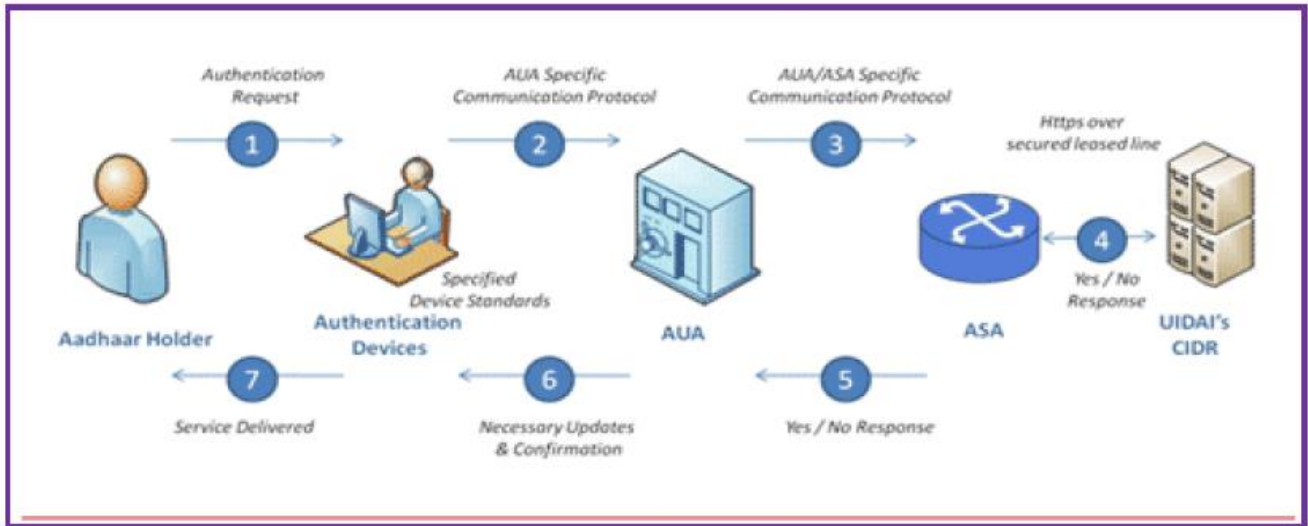 Authentication
Request
AUA Specific
Communication Protocol
AUA/ASA Specific
Communication Protocol
Https over
secured leased line
1
2
3
4
Yes / No
Response
Specified
Device Standards
Aadhaar Holder
Authentication
Devices
AUA
ASA
UIDAI's
CIDR
7
6
5
Service Delivered
Necessary Updates
& Confirmation
Yes / No Response